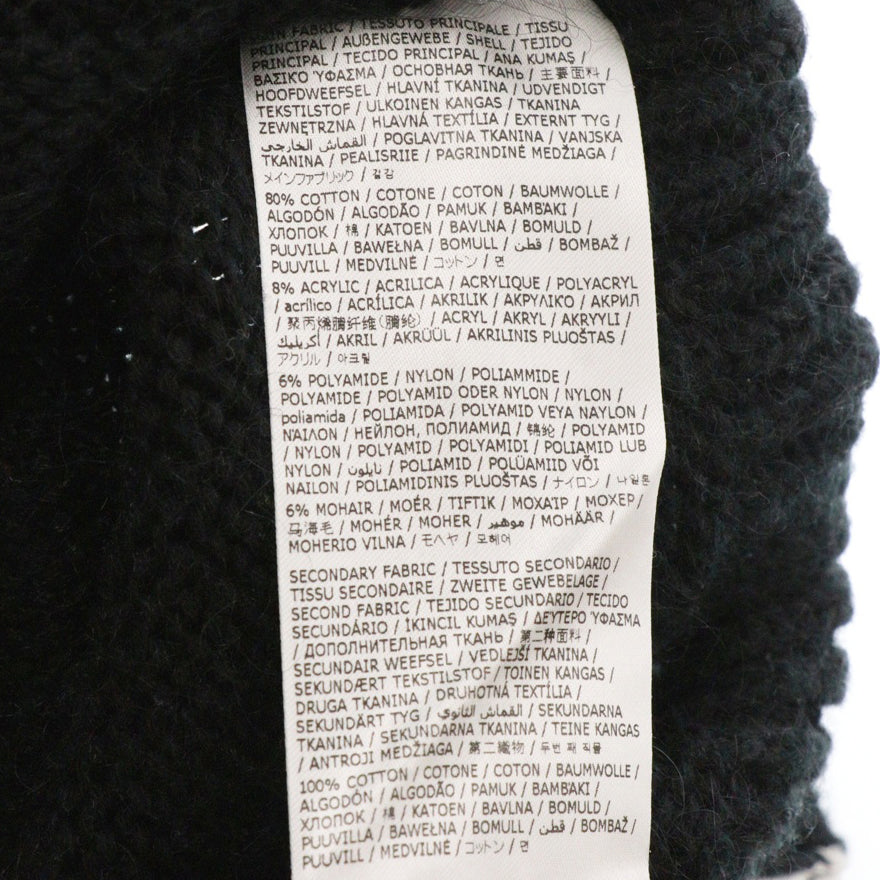 FABRIC / TESSUTO PRINCIPALE / TISSU
PRINCIPAL / AUßENGEWEBE / SHELL / TEJIDO
PRINCIPAL / TECIDO PRINCIPAL / ANA KUMAŞ /
ΒΑΣΙΚΟ ΎΦΑΣΜΑ / ОСНОВНАЯ ТКАНЬ / 主要面料 /
HOOFDWEEFSEL / HLAVNÍ TKANINA / UDVENDIGT
TEKSTILSTOF / ULKOINEN KANGAS / TKANINA
ZEWNĘTRZNA / HLAVNÁ TEXTÍLIA / EXTERNT TYG /
القماش الخارجي / POGLAVITNA TKANINA / VANJSKA
TKANINA / PEALISRIIE / PAGRINDINĖ MEDŽIAGA /
メインファブリック / 겉감
80% COTTON / COTONE / COTON / BAUMWOLLE /
ALGODÓN / ALGODÃO / PAMUK / ΒΑΜΒΆΚΙ /
ХЛОПОК / 棉 / KATOEN / BAVLNA / BOMULD /
PUUVILLA / BAWEŁNA / BOMULL / قطن / BOMBAŽ /
PUUVILL / MEDVILNĖ / コットン / 면
8% ACRYLIC / ACRILICA / ACRYLIQUE / POLYACRYL
/ acrílico / ACRÍLICA / AKRILIK / ΑΚΡΥΛΙΚΟ / АКРИЛ
/ 聚丙烯腈纤维(腈纶) / ACRYL / AKRYL / AKRYYLI /
أكريليك / AKRIL / AKRÜÜL / AKRILINIS PLUOŠTAS /
アクリル / 아크릴
6% POLYAMIDE / NYLON / POLIAMMIDE /
POLYAMIDE / POLYAMID ODER NYLON / NYLON /
poliamida / POLIAMIDA / POLYAMID VEYA NAYLON /
ΝΆΙΛΟΝ / НЕЙЛОН, ПОЛИАМИД / 锦纶 / POLYAMID
/ NYLON / POLYAMID / POLYAMIDI / POLIAMID LUB
NYLON / نايلون / POLIAMID / POLÜAMIID VÕI
NAILON / POLIAMIDINIS PLUOŠTAS / ナイロン / 나일론
6% MOHAIR / MOÉR / TIFTIK / ΜΟΧΑΊΡ / МОХЕР /
马海毛 / MOHÉR / MOHER / موهير / MOHÄÄR /
MOHERIO VILNA / モヘヤ / 모헤어
SECONDARY FABRIC / TESSUTO SECONDARIO /
TISSU SECONDAIRE / ZWEITE GEWEBELAGE /
SECOND FABRIC / TEJIDO SECUNDARIO / TECIDO
SECUNDÁRIO / İKINCIL KUMAŞ / ΔΕΎΤΕΡΟ ΎΦΑΣΜΑ
/ ДОПОЛНИТЕЛЬНАЯ ТКАНЬ / 第二种面料 /
SECUNDAIR WEEFSEL / VEDLEJŠÍ TKANINA /
SEKUNDÆRT TEKSTILSTOF / TOINEN KANGAS /
DRUGA TKANINA / DRUHOTNÁ TEXTÍLIA /
SEKUNDÄRT TYG / القماش الثانوي / SEKUNDARNA
TKANINA / SEKUNDARNA TKANINA / TEINE KANGAS
/ ANTROJI MEDŽIAGA / 第二織物 / 두번 째 직물
100% COTTON / COTONE / COTON / BAUMWOLLE /
ALGODÓN / ALGODÃO / PAMUK / ΒΑΜΒΆΚΙ /
ХЛОПОК / 棉 / KATOEN / BAVLNA / BOMULD /
PUUVILLA / BAWEŁNA / BOMULL / قطن / BOMBAŽ /
PUUVILL / MEDVILNĖ / コットン / 면